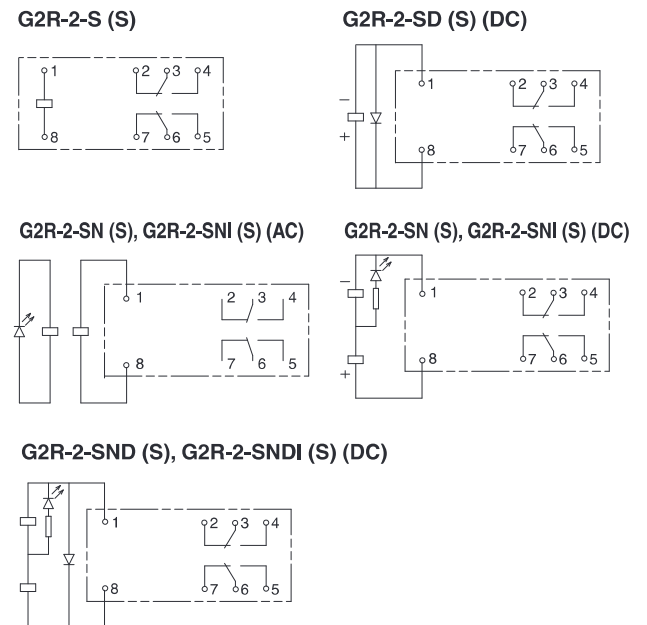 G2R-2-S (S)
1 2 3 4
8 7 6 5
G2R-2-SD (S) (DC)
−
+
1 2 3 4
8 7 6 5
G2R-2-SN (S), G2R-2-SNI (S) (AC)
1 2 3 4
8 7 6 5
G2R-2-SN (S), G2R-2-SNI (S) (DC)
−
1 2 3 4
8 7 6 5
+
G2R-2-SND (S), G2R-2-SNDI (S) (DC)
1 2 3 4
8 7 6 5